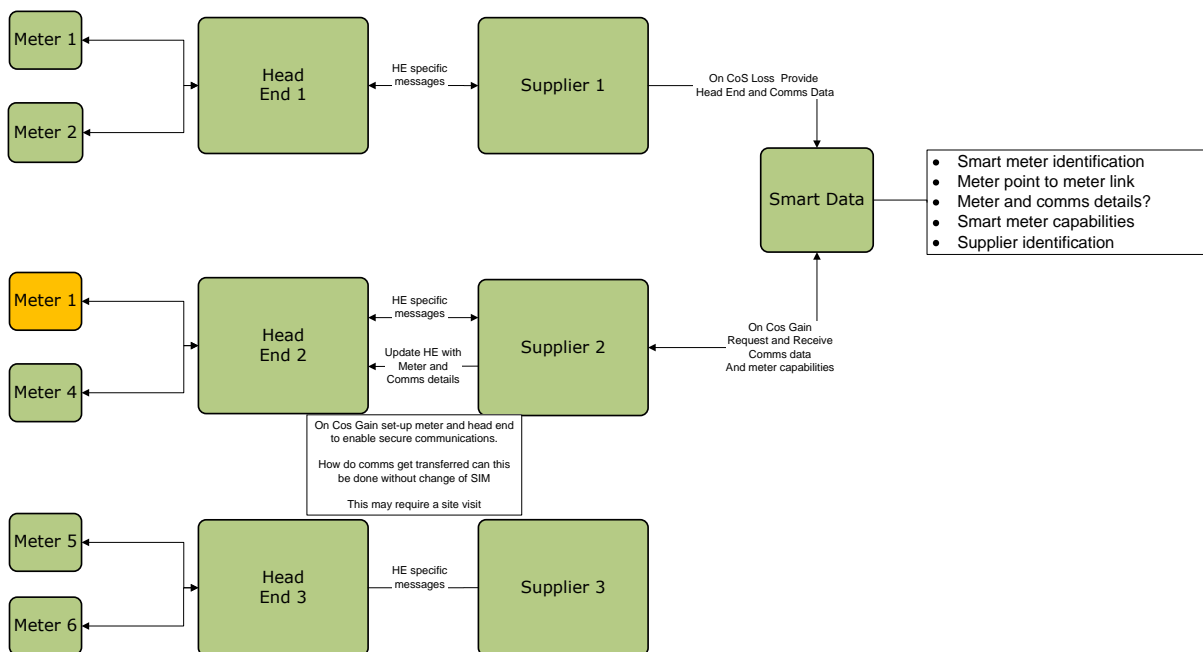 Meter 1
Meter 2
Head
End 1
HE specific
messages
Supplier 1
On CoS Loss  Provide
Head End and Comms Data
Smart Data
• Smart meter identification
• Meter point to meter link
• Meter and comms details?
• Smart meter capabilities
• Supplier identification
Meter 1
Meter 4
Head
End 2
HE specific
messages
Update HE with
Meter and
Comms details
Supplier 2
On Cos Gain
Request and Receive
Comms data
And meter capabilities
On Cos Gain set-up meter and head end
to enable secure communications.
How do comms get transferred can this
be done without change of SIM
This may require a site visit
Meter 5
Meter 6
Head
End 3
HE specific
messages
Supplier 3